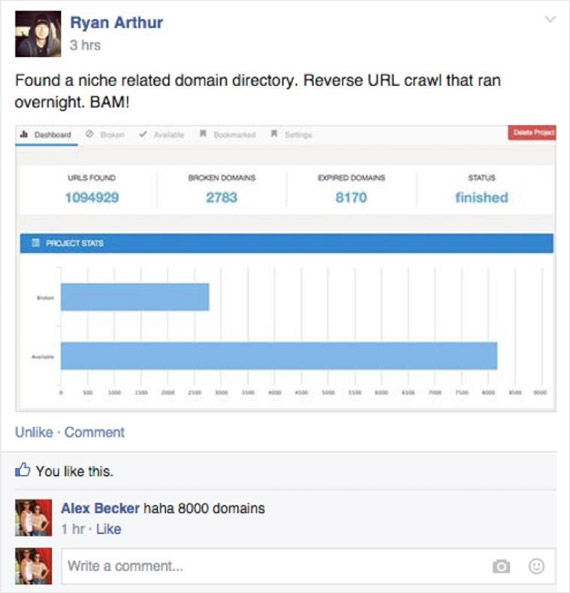 Ryan Arthur
3 hrs
Found a niche related domain directory. Reverse URL crawl that ran
overnight. BAM!
Dashboard Broken Available Bookmarked Settings Delete Project
URLS FOUND BROKEN DOMAINS EXPIRED DOMAINS STATUS
1094929 2783 8170 finished
PROJECT STATS
Broken
Available
0 500 1000 1500 2000 2500 3000 3500 4000 4500 5000 5500 6000 6500 7000 7500 8000 8500 9000
Unlike · Comment
You like this.
Alex Becker haha 8000 domains
1 hr · Like
Write a comment...